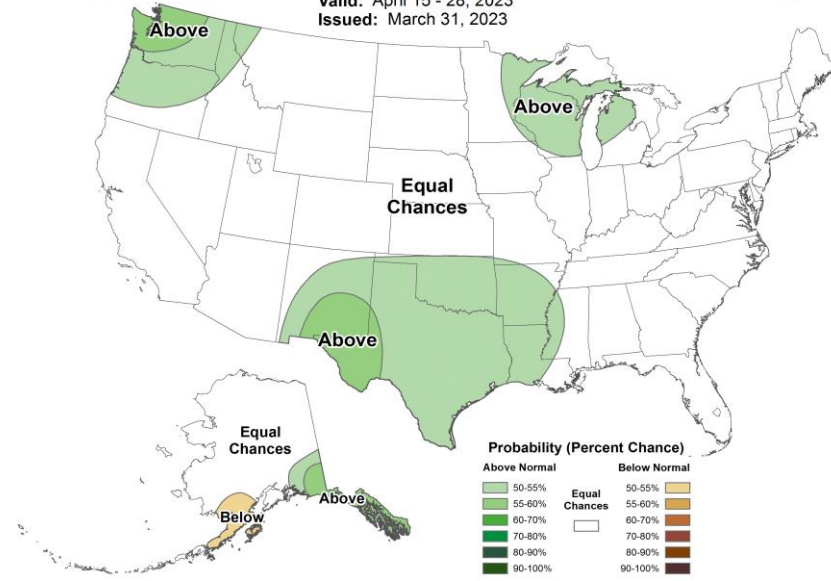 Valid: April 15 - 28, 2023
Issued: March 31, 2023
Above
Above
Equal
Chances
Above
Equal
Chances
Above
Below
Probability (Percent Chance)
Above Normal
Below Normal
50-55%
55-60%
60-70%
70-80%
80-90%
90-100%
Equal
Chances
50-55%
55-60%
60-70%
70-80%
80-90%
90-100%